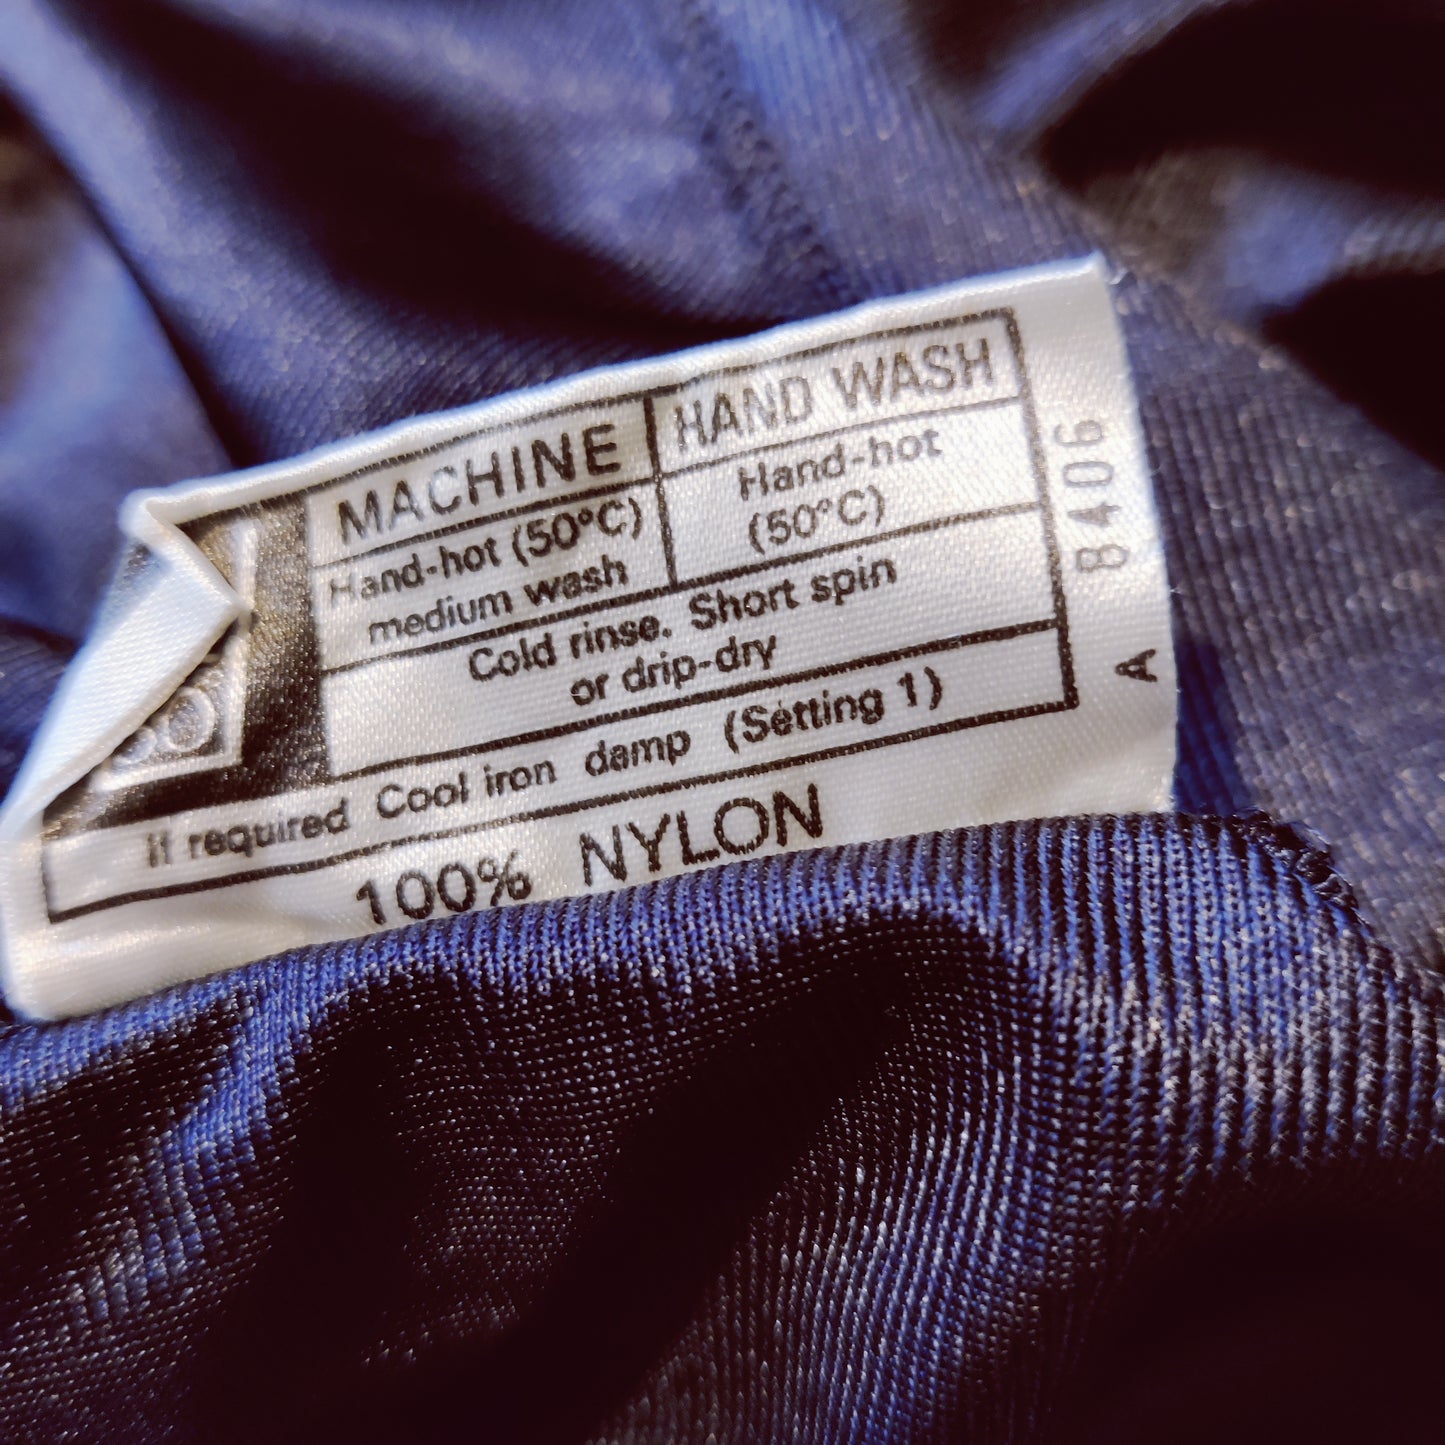 MACHINE
HAND WASH
Hand-hot (50°C)
medium wash
Hand-hot
(50°C)
Cold rinse. Short spin
or drip-dry
If required Cool iron damp (Setting 1)
100% NYLON
8406
A